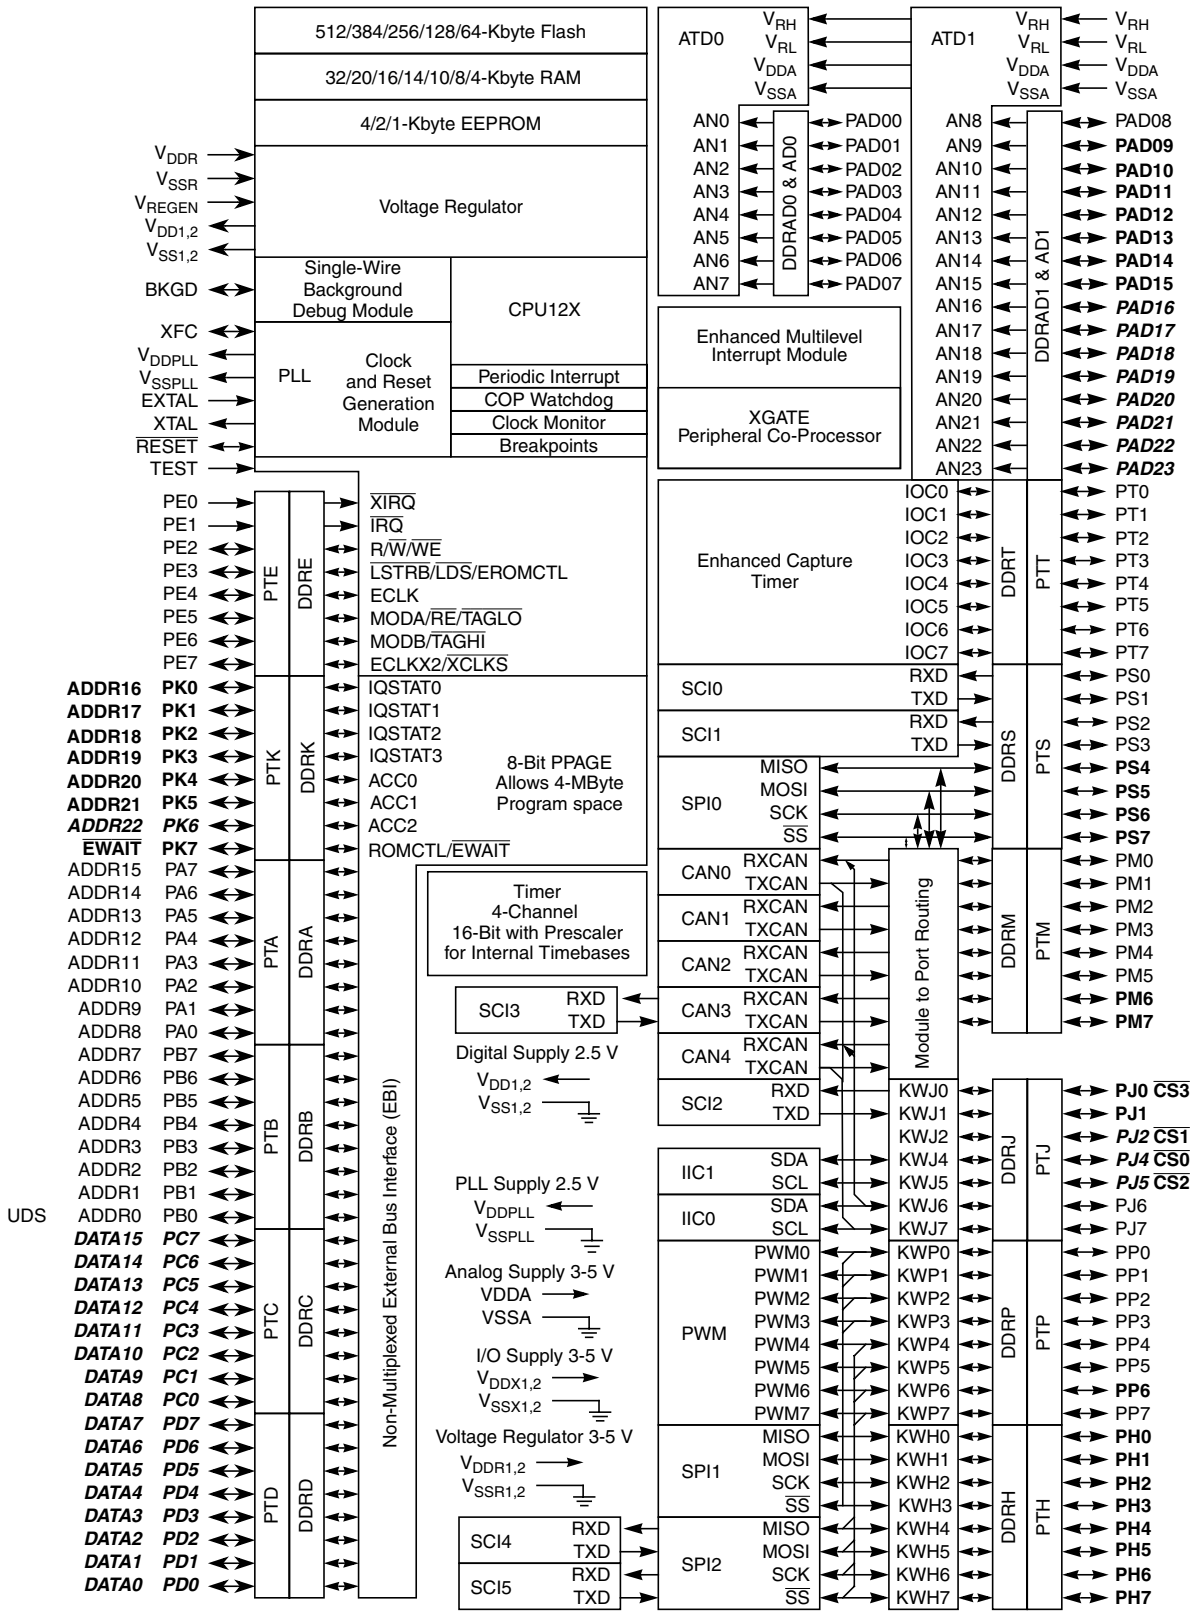 512/384/256/128/64-Kbyte Flash
32/20/16/14/10/8/4-Kbyte RAM
4/2/1-Kbyte EEPROM
VDDR
VSSR
VREGEN
VDD1,2
VSS1,2
Voltage Regulator
BKGD
Single-Wire
Background
Debug Module
CPU12X
XFC
VDDPLL
VSSPLL
EXTAL
XTAL
RESET
TEST
PLL
Clock
and Reset
Generation
Module
Periodic Interrupt
COP Watchdog
Clock Monitor
Breakpoints
PE0
PE1
PE2
PE3
PE4
PE5
PE6
PE7
PTE
DDRE
XIRQ
IRQ
R/W/WE
LSTRB/LDS/EROMCTL
ECLK
MODA/RE/TAGLO
MODB/TAGHI
ECLKX2/XCLKS
ADDR16 PK0
ADDR17 PK1
ADDR18 PK2
ADDR19 PK3
ADDR20 PK4
ADDR21 PK5
ADDR22 PK6
EWAIT PK7
PTK
DDRK
IQSTAT0
IQSTAT1
IQSTAT2
IQSTAT3
ACC0
ACC1
ACC2
ROMCTL/EWAIT
8-Bit PPAGE
Allows 4-MByte
Program space
ADDR15 PA7
ADDR14 PA6
ADDR13 PA5
ADDR12 PA4
ADDR11 PA3
ADDR10 PA2
ADDR9 PA1
ADDR8 PA0
PTA
DDRA
ADDR7 PB7
ADDR6 PB6
ADDR5 PB5
ADDR4 PB4
ADDR3 PB3
ADDR2 PB2
ADDR1 PB1
UDS ADDR0 PB0
PTB
DDRB
DATA15 PC7
DATA14 PC6
DATA13 PC5
DATA12 PC4
DATA11 PC3
DATA10 PC2
DATA9 PC1
DATA8 PC0
PTC
DDRC
DATA7 PD7
DATA6 PD6
DATA5 PD5
DATA4 PD4
DATA3 PD3
DATA2 PD2
DATA1 PD1
DATA0 PD0
PTD
DDRD
Non-Multiplexed External Bus Interface (EBI)
Timer
4-Channel
16-Bit with Prescaler
for Internal Timebases
SCI3
RXD
TXD
Digital Supply 2.5 V
VDD1,2
VSS1,2
PLL Supply 2.5 V
VDDPLL
VSSPLL
Analog Supply 3-5 V
VDDA
VSSA
I/O Supply 3-5 V
VDDX1,2
VSSX1,2
Voltage Regulator 3-5 V
VDDR1,2
VSSR1,2
SCI4
RXD
TXD
SCI5
RXD
TXD
ATD0
VRH
VRL
VDDA
VSSA
AN0
AN1
AN2
AN3
AN4
AN5
AN6
AN7
DDRAD0 & AD0
PAD00
PAD01
PAD02
PAD03
PAD04
PAD05
PAD06
PAD07
ATD1
VRH
VRL
VDDA
VSSA
VRH
VRL
VDDA
VSSA
AN8
AN9
AN10
AN11
AN12
AN13
AN14
AN15
AN16
AN17
AN18
AN19
AN20
AN21
AN22
AN23
DDRAD1 & AD1
PAD08
PAD09
PAD10
PAD11
PAD12
PAD13
PAD14
PAD15
PAD16
PAD17
PAD18
PAD19
PAD20
PAD21
PAD22
PAD23
Enhanced Multilevel
Interrupt Module
XGATE
Peripheral Co-Processor
Enhanced Capture
Timer
IOC0
IOC1
IOC2
IOC3
IOC4
IOC5
IOC6
IOC7
DDRT
PTT
PT0
PT1
PT2
PT3
PT4
PT5
PT6
PT7
SCI0
RXD
TXD
SCI1
RXD
TXD
SPI0
MISO
MOSI
SCK
SS
DDRS
PTS
PS0
PS1
PS2
PS3
PS4
PS5
PS6
PS7
CAN0
RXCAN
TXCAN
CAN1
RXCAN
TXCAN
CAN2
RXCAN
TXCAN
CAN3
RXCAN
TXCAN
CAN4
RXCAN
TXCAN
Module to Port Routing
DDRM
PTM
PM0
PM1
PM2
PM3
PM4
PM5
PM6
PM7
SCI2
RXD
TXD
IIC1
SDA
SCL
IIC0
SDA
SCL
KWJ0
KWJ1
KWJ2
KWJ4
KWJ5
KWJ6
KWJ7
DDRJ
PTJ
PJ0 CS3
PJ1
PJ2 CS1
PJ4 CS0
PJ5 CS2
PJ6
PJ7
PWM
PWM0
PWM1
PWM2
PWM3
PWM4
PWM5
PWM6
PWM7
KWP0
KWP1
KWP2
KWP3
KWP4
KWP5
KWP6
KWP7
DDRP
PTP
PP0
PP1
PP2
PP3
PP4
PP5
PP6
PP7
SPI1
MISO
MOSI
SCK
SS
SPI2
MISO
MOSI
SCK
SS
KWH0
KWH1
KWH2
KWH3
KWH4
KWH5
KWH6
KWH7
DDRH
PTH
PH0
PH1
PH2
PH3
PH4
PH5
PH6
PH7